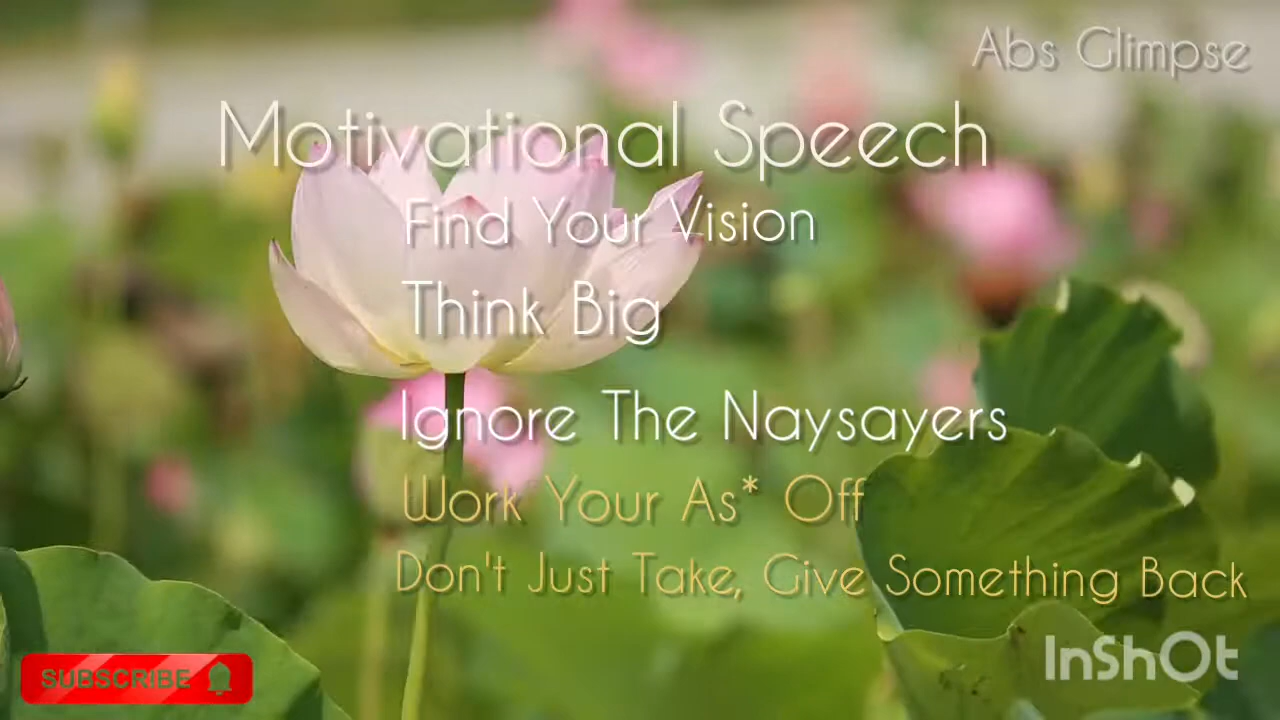 Abs Glimpse
Motivational Speech
Find Your Vision
Think Big
Ignore The Naysayers
Work Your As* Off
Don't Just Take, Give Something Back
SUBSCRIBE
InShOt